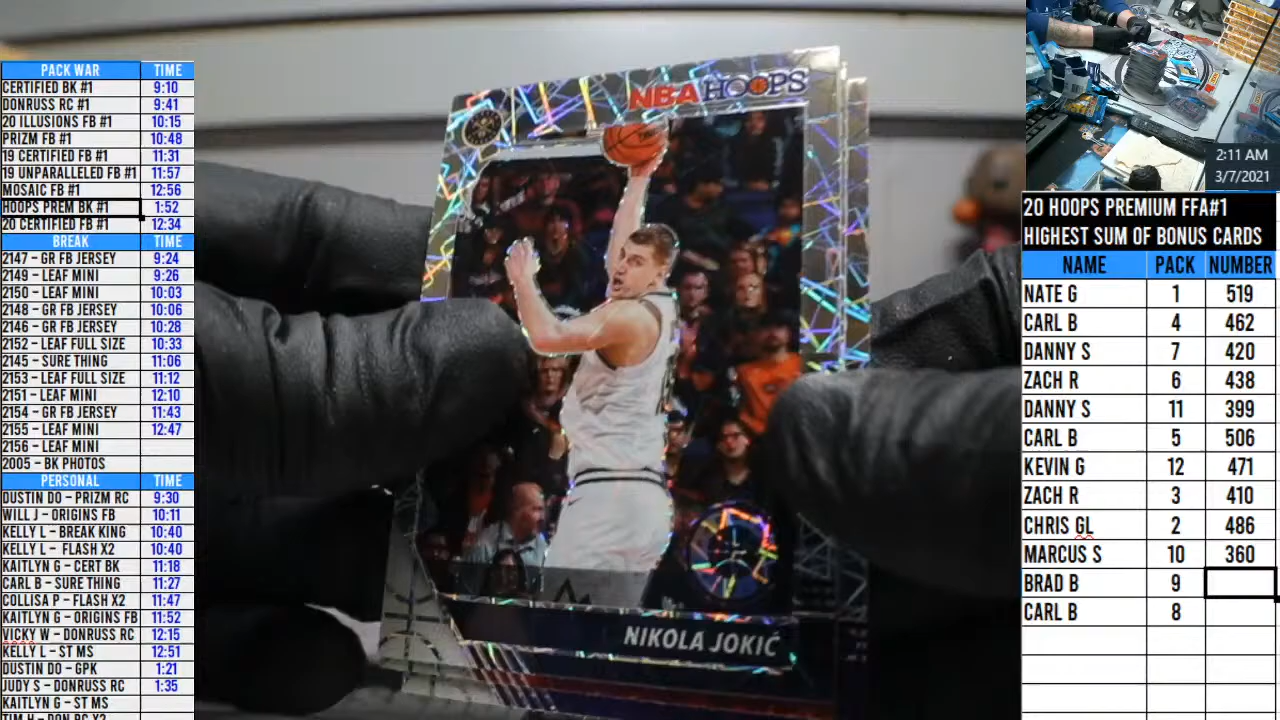 PACK WAR TIME
CERTIFIED BK #1 9:10
DONRUSS RC #1 9:41
20 ILLUSIONS FB #1 10:15
PRIZM FB #1 10:48
19 CERTIFIED FB #1 11:31
19 UNPARALLELED FB #1 11:57
MOSAIC FB #1 12:56
HOOPS PREM BK #1 1:52
20 CERTIFIED FB #1 12:34
BREAK TIME
2147 - GR FB JERSEY 9:24
2149 - LEAF MINI 9:26
2150 - LEAF MINI 10:03
2148 - GR FB JERSEY 10:06
2146 - GR FB JERSEY 10:28
2152 - LEAF FULL SIZE 10:33
2145 - SURE THING 11:06
2153 - LEAF FULL SIZE 11:12
2151 - LEAF MINI 12:10
2154 - GR FB JERSEY 11:43
2155 - LEAF MINI 12:47
2156 - LEAF MINI
2005 - BK PHOTOS
PERSONAL TIME
DUSTIN DO - PRIZM RC 9:30
WILL J - ORIGINS FB 10:11
KELLY L - BREAK KING 10:40
KELLY L - FLASH X2 10:40
KAITLYN G - CERT BK 11:18
CARL B - SURE THING 11:27
COLLISA P - FLASH X2 11:47
KAITLYN G - ORIGINS FB 11:52
VICKY W - DONRUSS RC 12:15
KELLY L - ST MS 12:51
DUSTIN DO - GPK 1:21
JUDY S - DONRUSS RC 1:35
KAITLYN G - ST MS
TIM H - DON RC X2
NBA HOOPS
NIKOLA JOKIĆ
2:11 AM
3/7/2021
20 HOOPS PREMIUM FFA#1
HIGHEST SUM OF BONUS CARDS
NAME PACK NUMBER
NATE G 1 519
CARL B 4 462
DANNY S 7 420
ZACH R 6 438
DANNY S 11 399
CARL B 5 506
KEVIN G 12 471
ZACH R 3 410
CHRIS GL 2 486
MARCUS S 10 360
BRAD B 9
CARL B 8